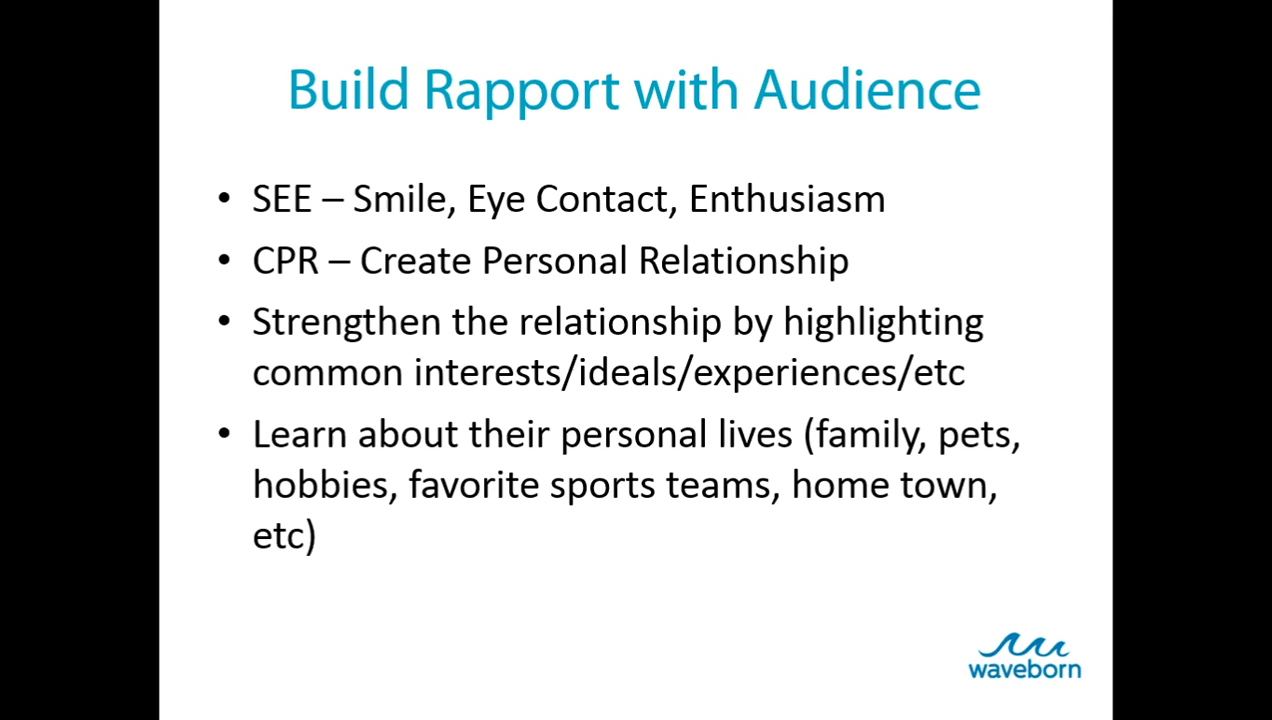 Build Rapport with Audience
• SEE – Smile, Eye Contact, Enthusiasm
• CPR – Create Personal Relationship
• Strengthen the relationship by highlighting
common interests/ideals/experiences/etc
• Learn about their personal lives (family, pets,
hobbies, favorite sports teams, home town,
etc)
waveborn